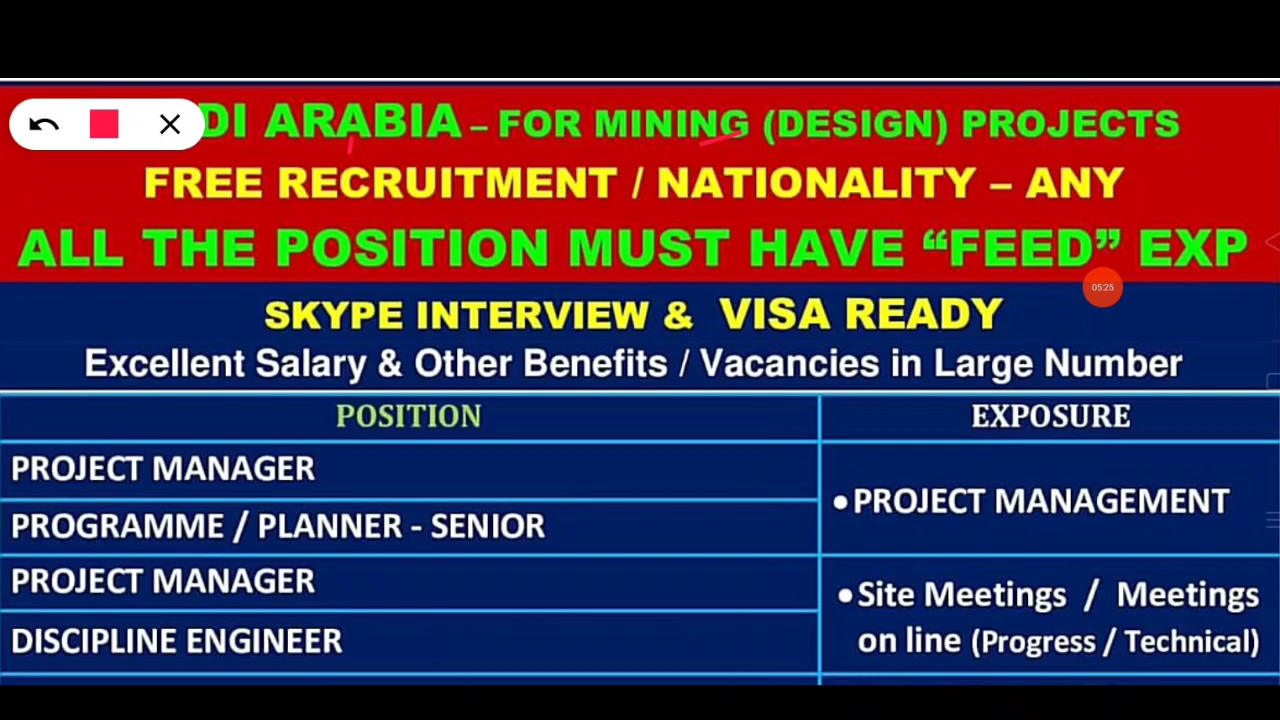 DI ARABIA – FOR MINING (DESIGN) PROJECTS
FREE RECRUITMENT / NATIONALITY – ANY
ALL THE POSITION MUST HAVE “FEED” EXP
05:25
SKYPE INTERVIEW & VISA READY
Excellent Salary & Other Benefits / Vacancies in Large Number
POSITION
EXPOSURE
PROJECT MANAGER
PROGRAMME / PLANNER - SENIOR
•PROJECT MANAGEMENT
PROJECT MANAGER
DISCIPLINE ENGINEER
•Site Meetings / Meetings
on line (Progress / Technical)